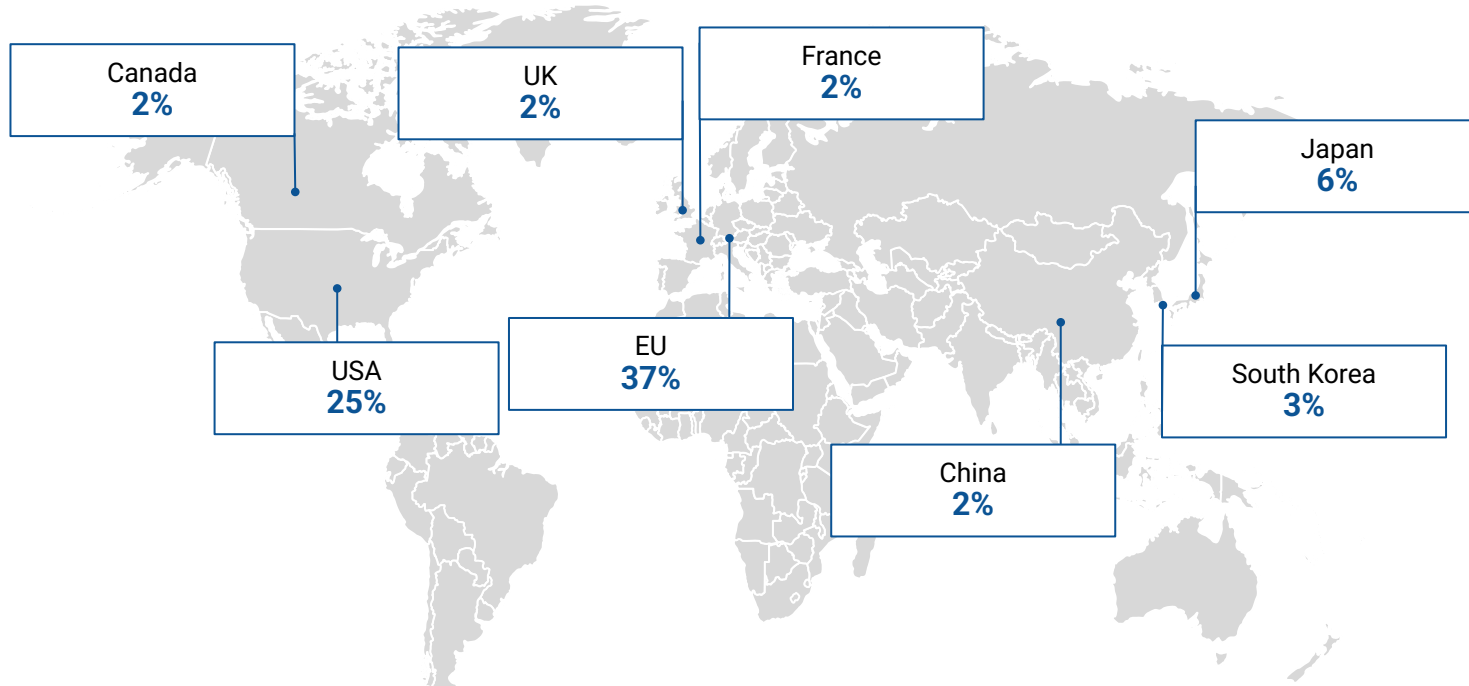 Canada
2%
UK
2%
France
2%
Japan
6%
USA
25%
EU
37%
South Korea
3%
China
2%